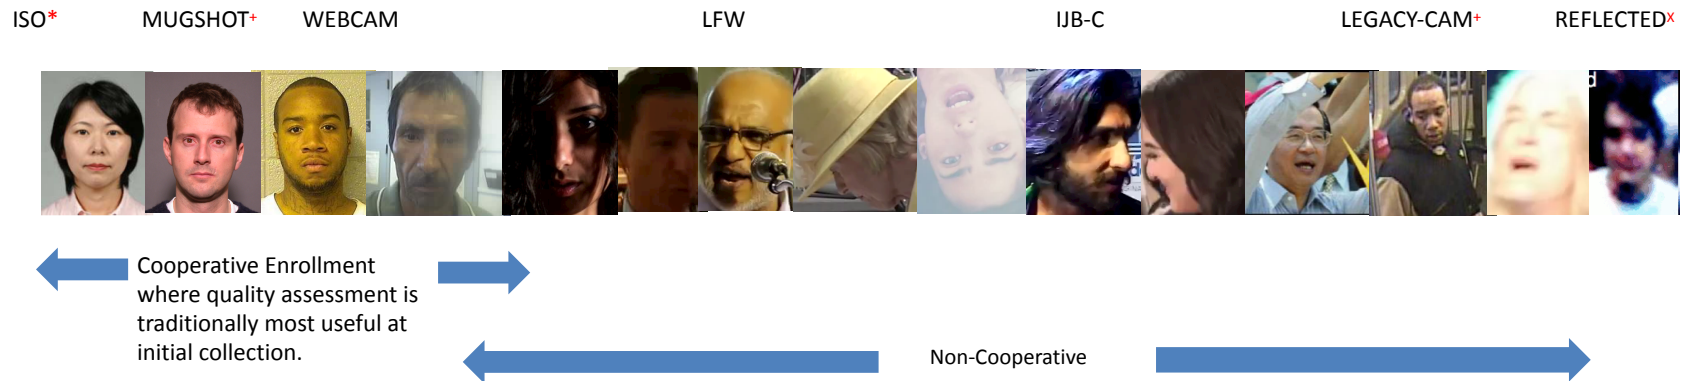 ISO* MUGSHOT+ WEBCAM LFW IJB-C LEGACY-CAM+ REFLECTEDX
d
Cooperative Enrollment
where quality assessment is
traditionally most useful at
initial collection.
Non-Cooperative